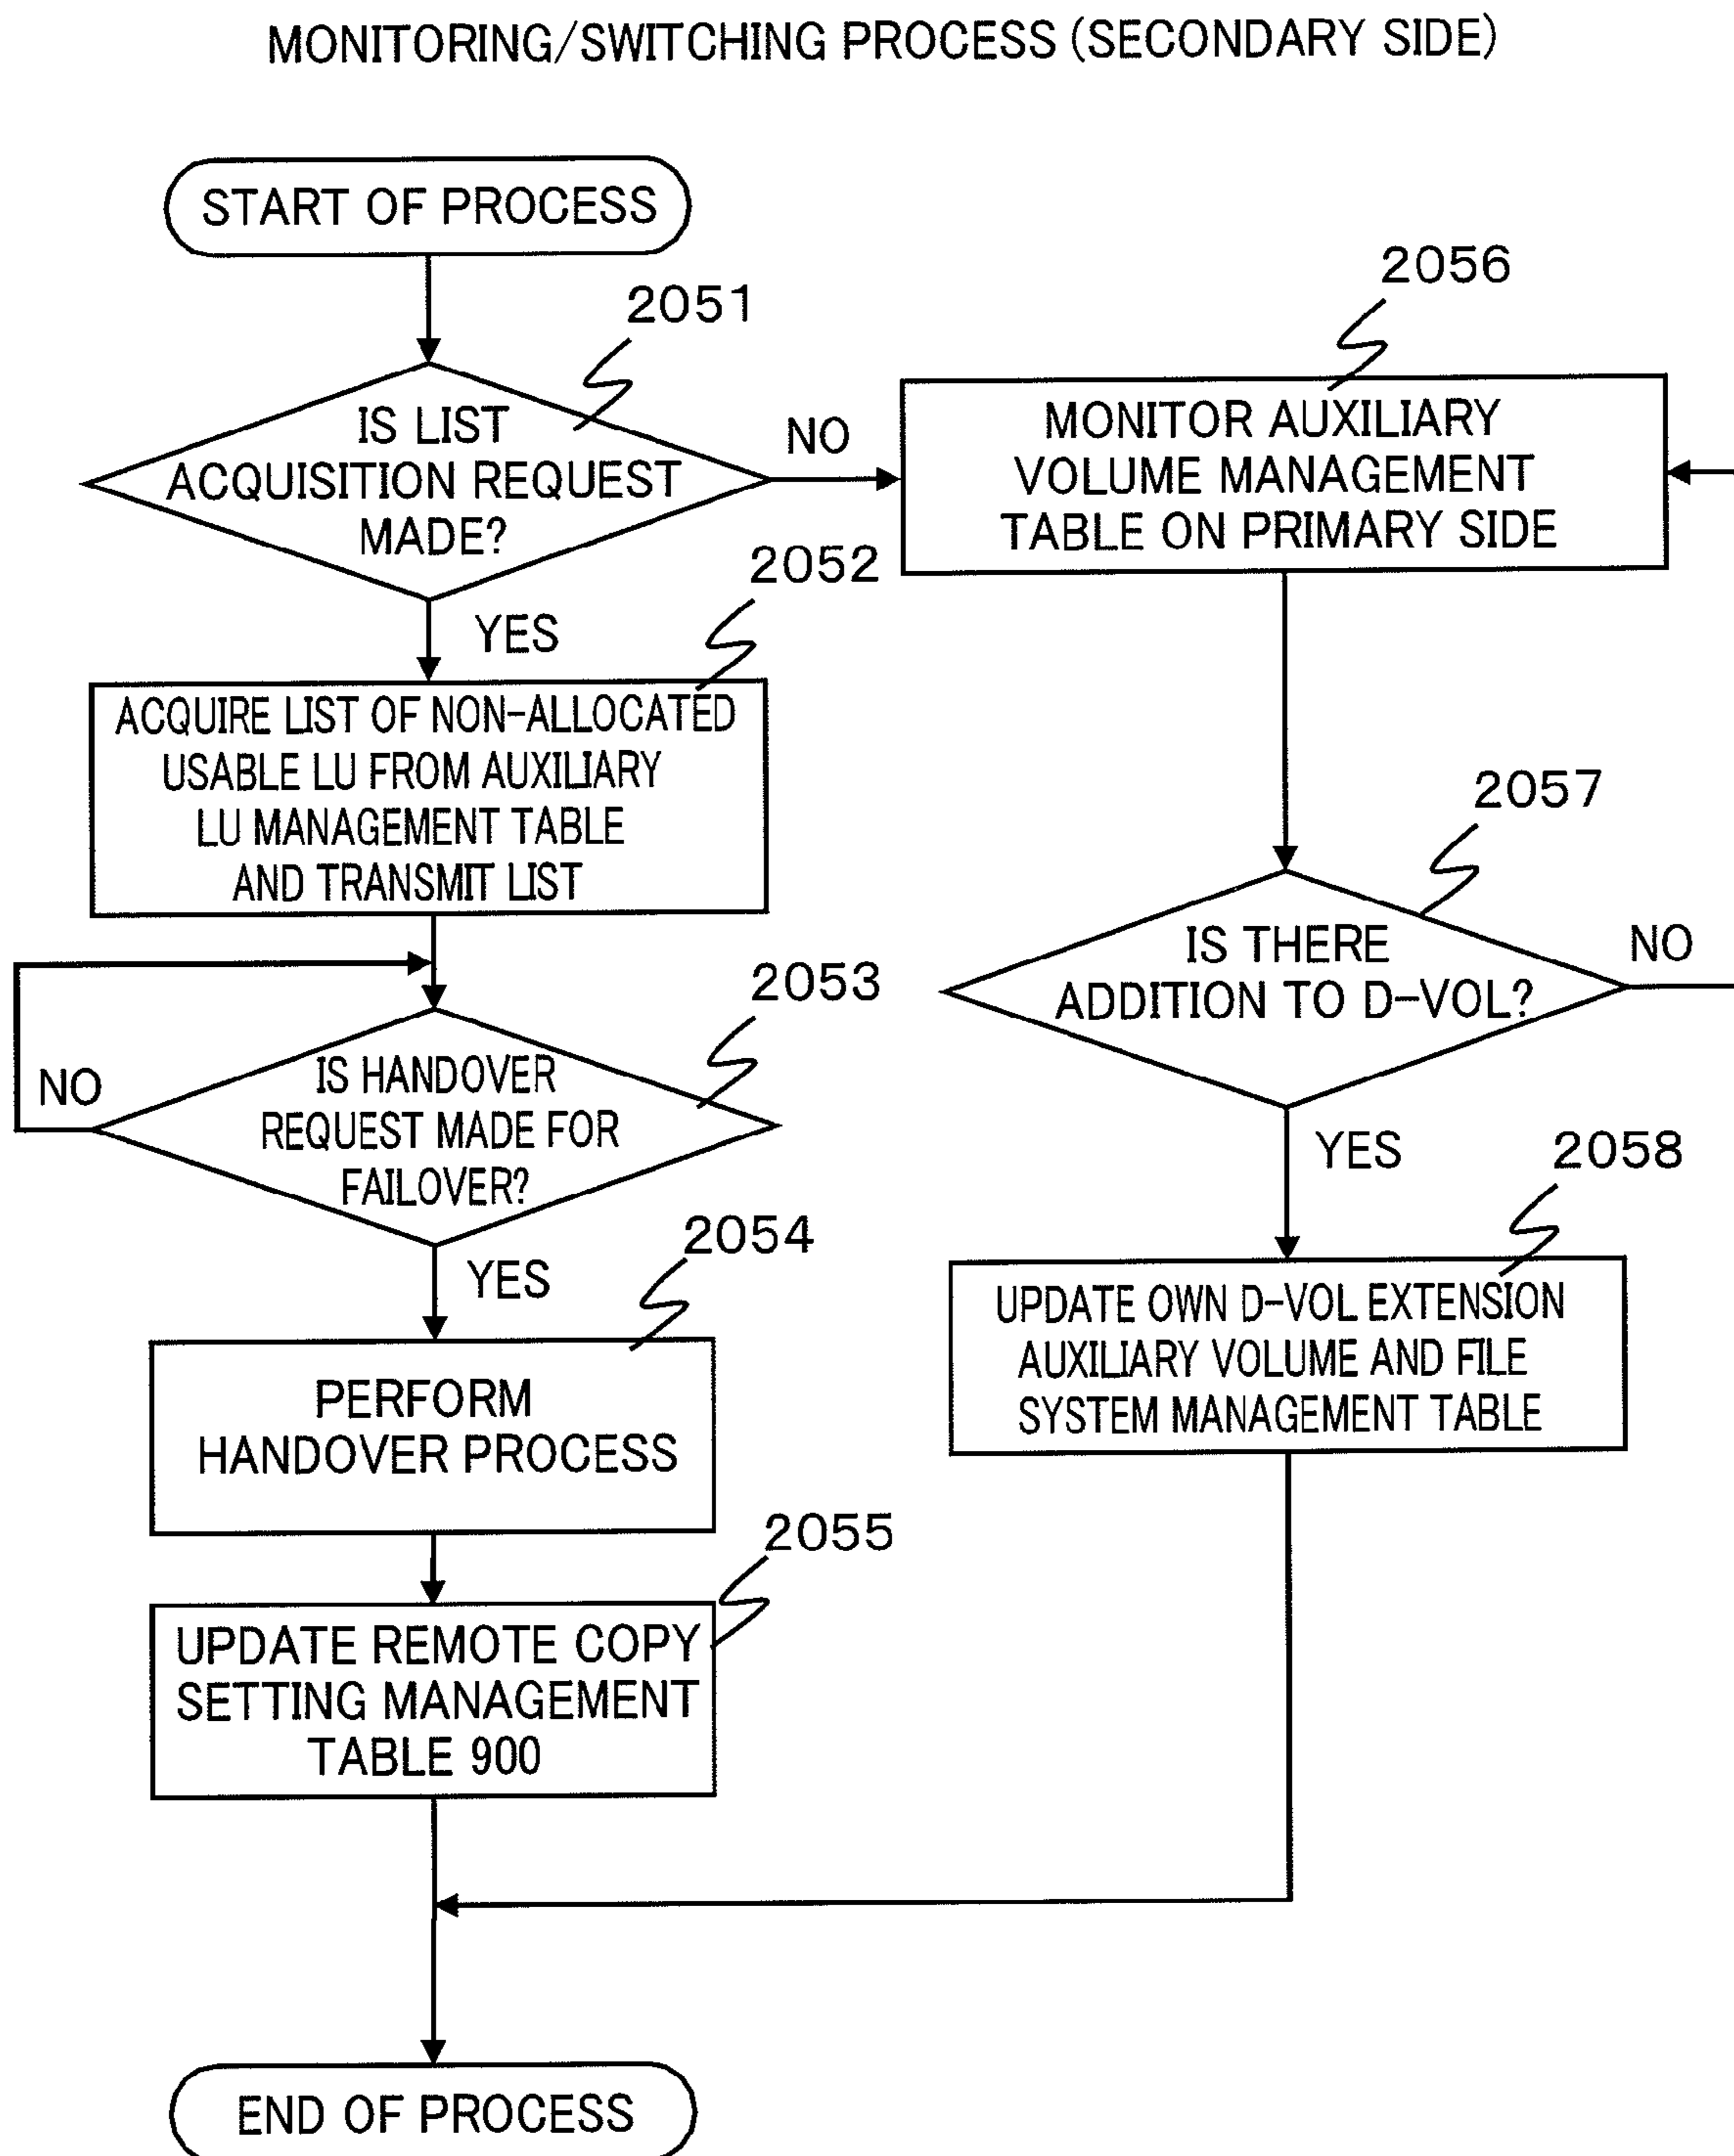 MONITORING/SWITCHING PROCESS (SECONDARY SIDE)
START OF PROCESS
2051
IS LIST
ACQUISITION REQUEST
MADE?
NO
YES
2052
ACQUIRE LIST OF NON-ALLOCATED
USABLE LU FROM AUXILIARY
LU MANAGEMENT TABLE
AND TRANSMIT LIST
2053
IS HANDOVER
REQUEST MADE FOR
FAILOVER?
NO
YES
2054
PERFORM
HANDOVER PROCESS
2055
UPDATE REMOTE COPY
SETTING MANAGEMENT
TABLE 900
2056
MONITOR AUXILIARY
VOLUME MANAGEMENT
TABLE ON PRIMARY SIDE
2057
IS THERE
ADDITION TO D-VOL?
NO
YES
2058
UPDATE OWN D-VOL EXTENSION
AUXILIARY VOLUME AND FILE
SYSTEM MANAGEMENT TABLE
END OF PROCESS